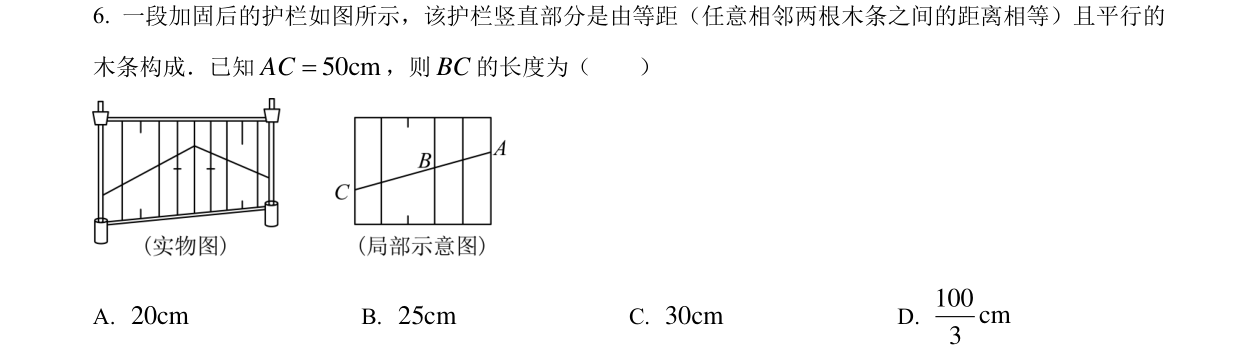 6. 一段加固后的护栏如图所示，该护栏竖直部分是由等距（任意相邻两根木条之间的距离相等）且平行的
木条构成．已知 AC = 50cm，则 BC 的长度为（　　）
B
A
C
(实物图)
(局部示意图)
A. 20cm
B. 25cm
C. 30cm
D. 100/3 cm